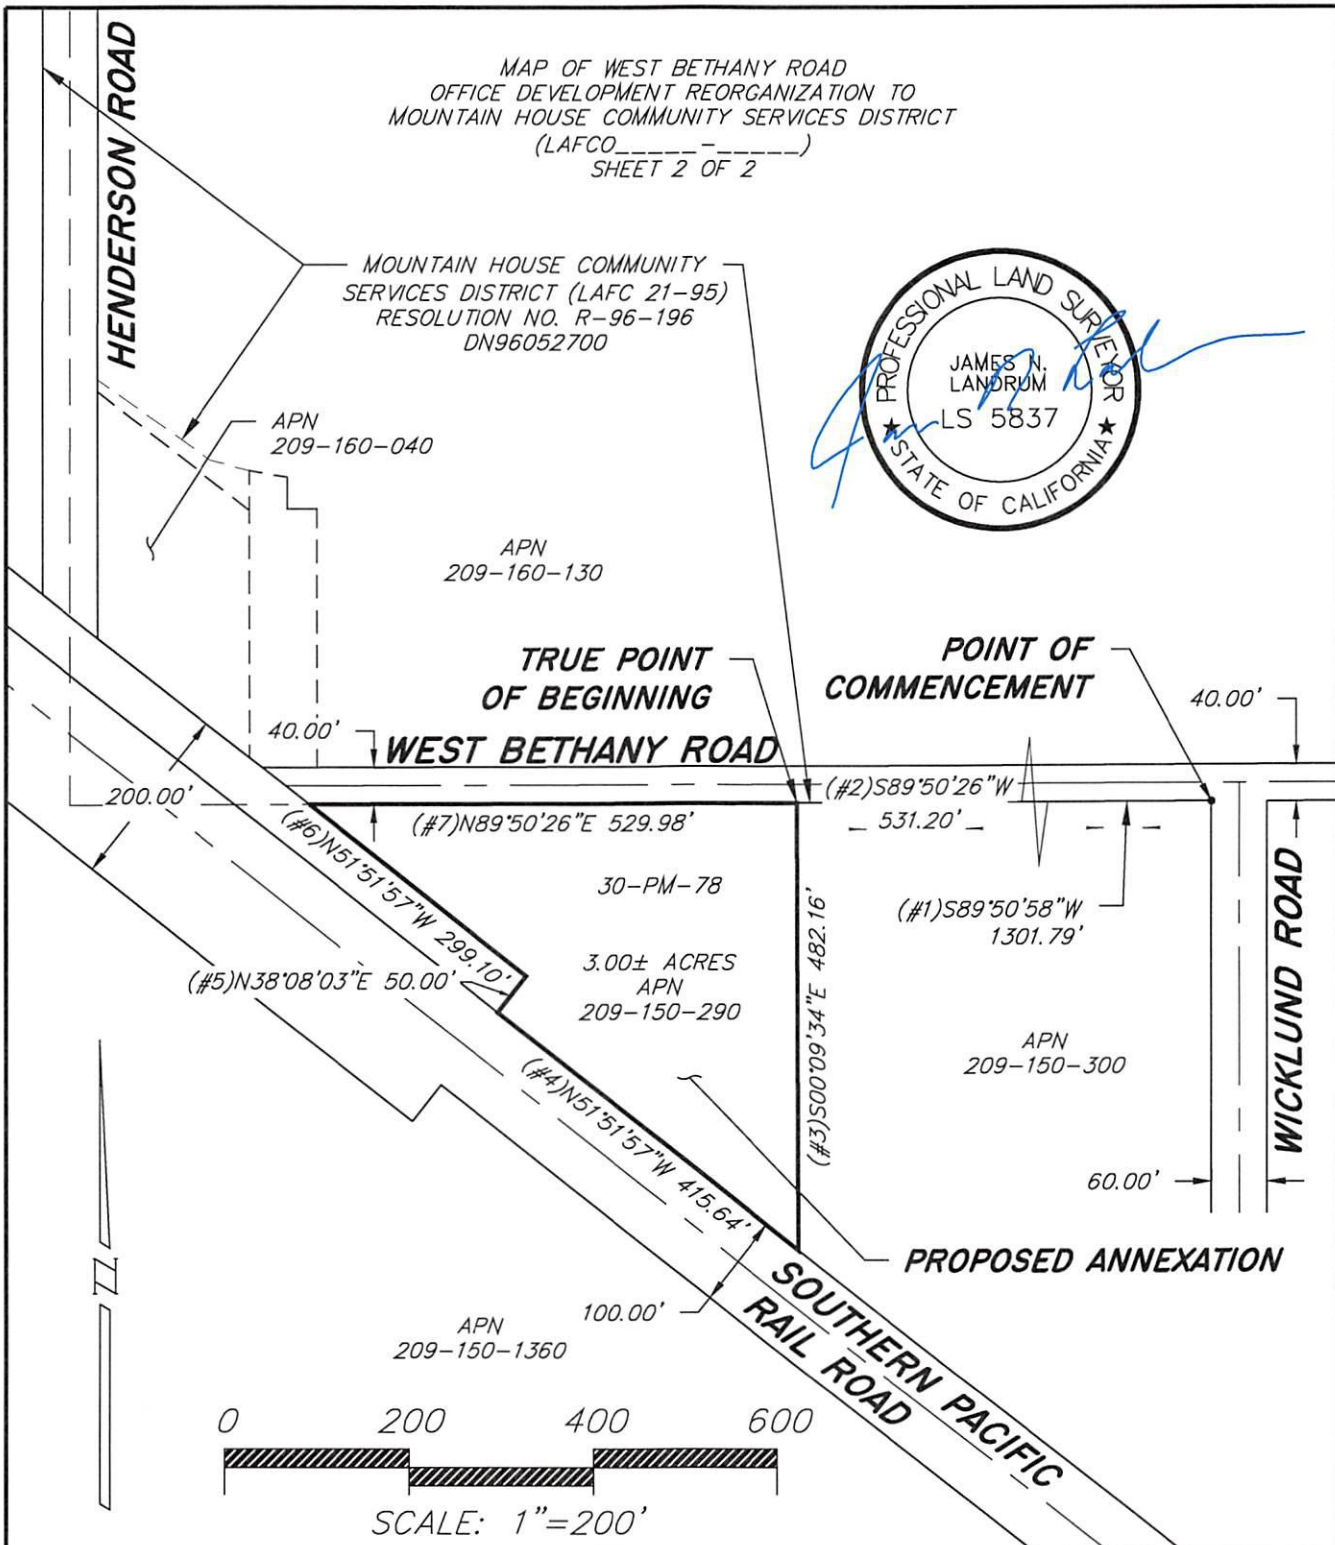 MAP OF WEST BETHANY ROAD
OFFICE DEVELOPMENT REORGANIZATION TO
MOUNTAIN HOUSE COMMUNITY SERVICES DISTRICT
(LAFCO_____-_____)
SHEET 2 OF 2
HENDERSON ROAD
MOUNTAIN HOUSE COMMUNITY
SERVICES DISTRICT (LAFC 21-95)
RESOLUTION NO. R-96-196
DN96052700
PROFESSIONAL LAND SURVEYOR
JAMES N.
LANDRUM
LS 5837
★ STATE OF CALIFORNIA ★
APN
209-160-040
APN
209-160-130
TRUE POINT
OF BEGINNING
POINT OF
COMMENCEMENT
40.00'
40.00'
WEST BETHANY ROAD
200.00'
(#2)S89°50'26"W
531.20'
(#7)N89°50'26"E 529.98'
(#6)N51°51'57"W 299.10'
30-PM-78
(#1)S89°50'58"W
1301.79'
WICKLUND ROAD
(#5)N38°08'03"E 50.00'
3.00± ACRES
APN
209-150-290
(#3)S00°09'34"E 482.16'
APN
209-150-300
(#4)N51°51'57"W 415.64'
60.00'
PROPOSED ANNEXATION
N
100.00'
SOUTHERN PACIFIC
RAIL ROAD
APN
209-150-1360
0 200 400 600
SCALE: 1"=200'